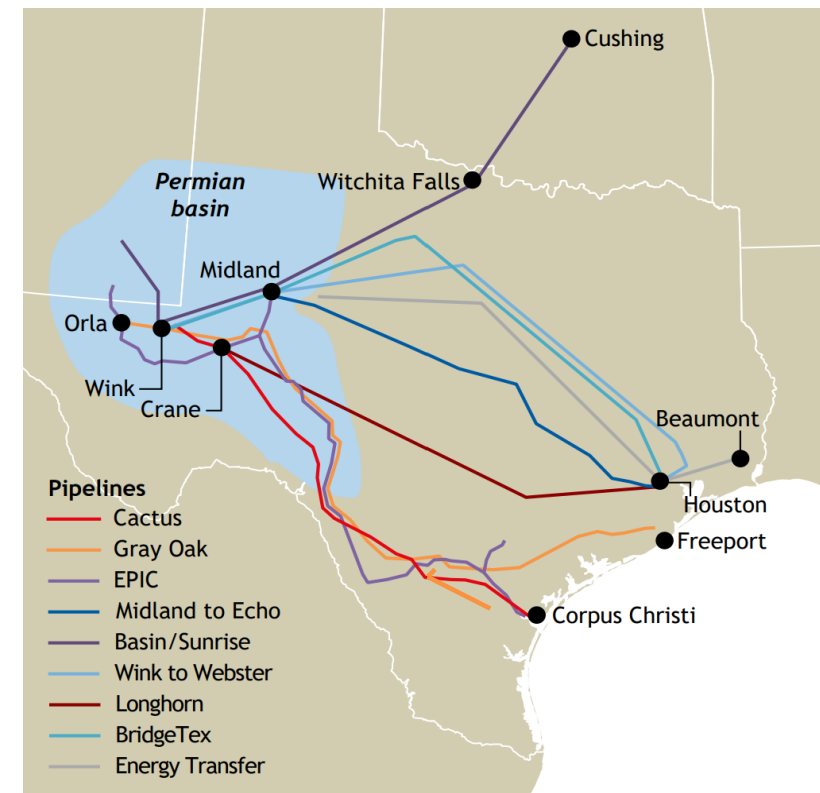 Cushing
Permian
basin
Witchita Falls
Midland
Orla
Wink
Crane
Beaumont
Houston
Freeport
Corpus Christi
Pipelines
Cactus
Gray Oak
EPIC
Midland to Echo
Basin/Sunrise
Wink to Webster
Longhorn
BridgeTex
Energy Transfer